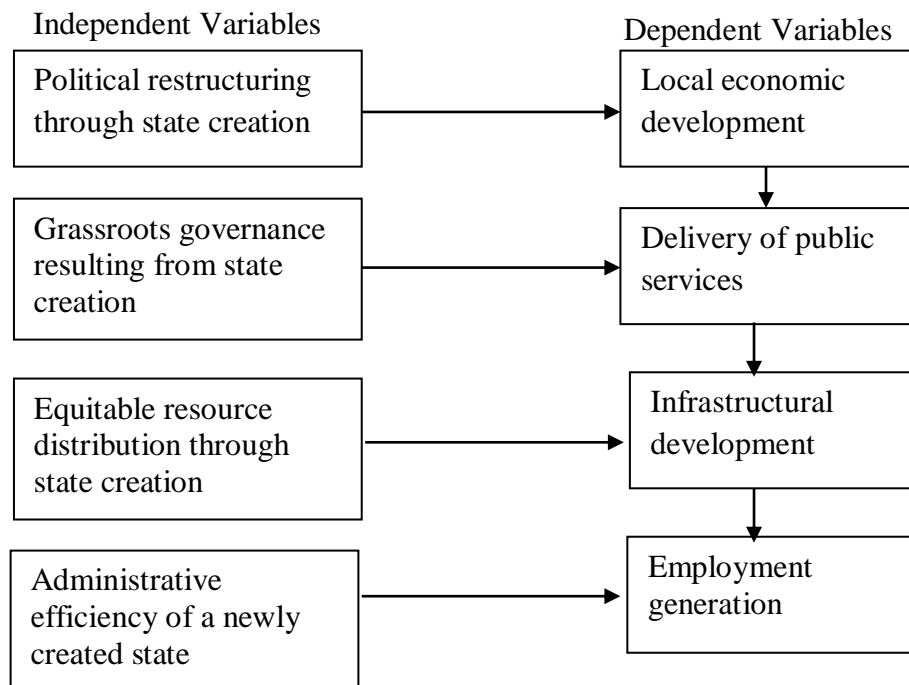 Independent Variables
Dependent Variables
Political restructuring
through state creation
Local economic
development
Grassroots governance
resulting from state
creation
Delivery of public
services
Equitable resource
distribution through
state creation
Infrastructural
development
Administrative
efficiency of a newly
created state
Employment
generation